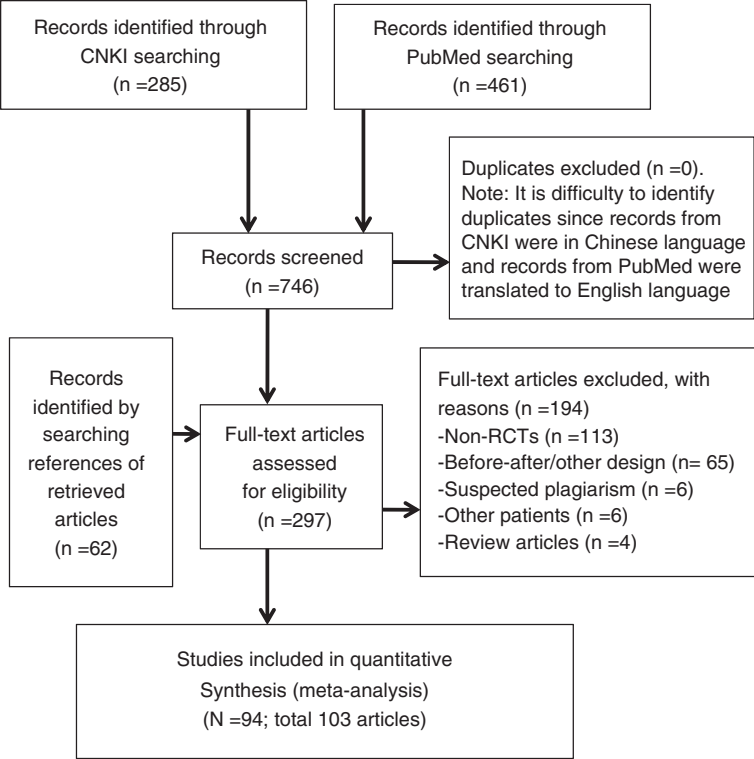 Records identified through
CNKI searching
(n =285)
Records identified through
PubMed searching
(n =461)
Duplicates excluded (n =0).
Note: It is difficulty to identify
duplicates since records from
CNKI were in Chinese language
and records from PubMed were
translated to English language
Records screened
(n =746)
Records
identified by
searching
references of
retrieved
articles
(n =62)
Full-text articles
assessed
for eligibility
(n =297)
Full-text articles excluded, with
reasons (n =194)
-Non-RCTs (n =113)
-Before-after/other design (n= 65)
-Suspected plagiarism (n =6)
-Other patients (n =6)
-Review articles (n =4)
Studies included in quantitative
Synthesis (meta-analysis)
(N =94; total 103 articles)